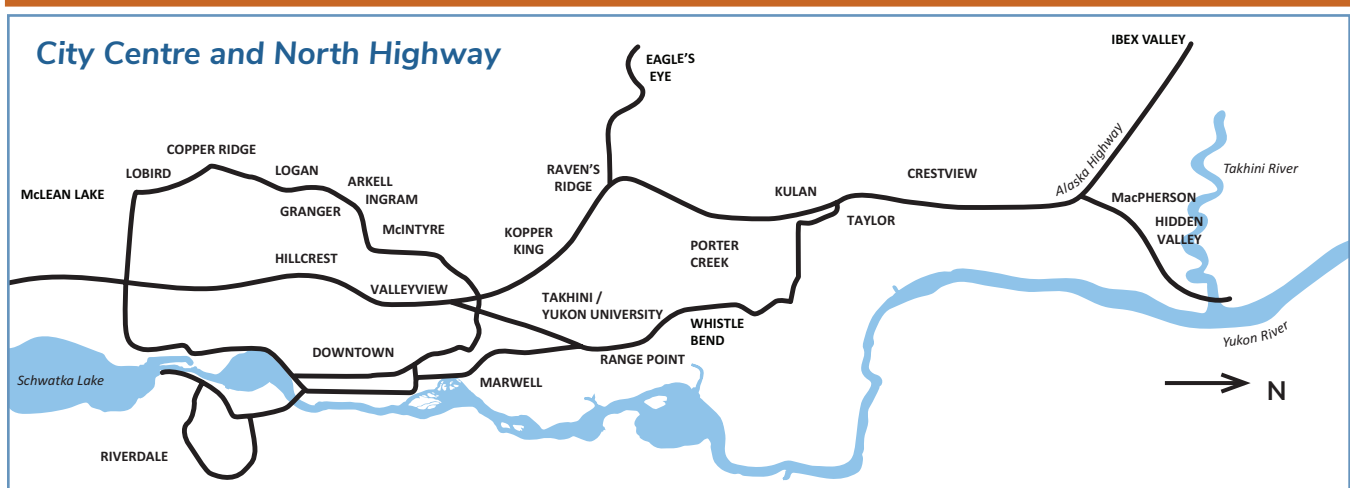 City Centre and North Highway
IBEX VALLEY
EAGLE'S
EYE
Alaska Highway
Takhini River
COPPER RIDGE
LOBIRD
LOGAN
McLEAN LAKE
ARKELL
INGRAM
GRANGER
McINTYRE
RAVEN'S
RIDGE
KULAN
CRESTVIEW
TAYLOR
MacPHERSON
HIDDEN
VALLEY
KOPPER
KING
PORTER
CREEK
HILLCREST
VALLEYVIEW
TAKHINI /
YUKON UNIVERSITY
WHISTLE
BEND
RANGE POINT
DOWNTOWN
MARWELL
Schwatka Lake
Yukon River
N
RIVERDALE